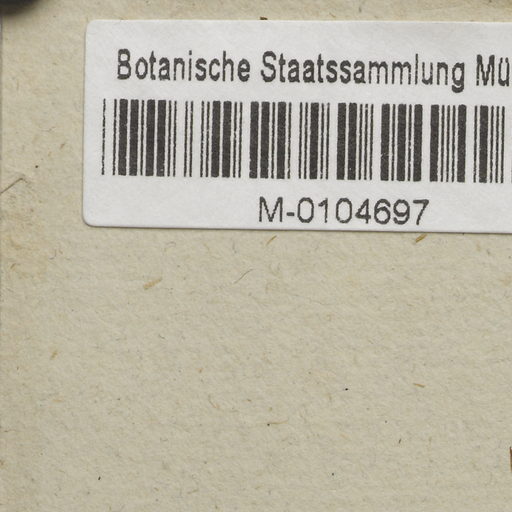 Botanische Staatssammlung Mü
M-0104697